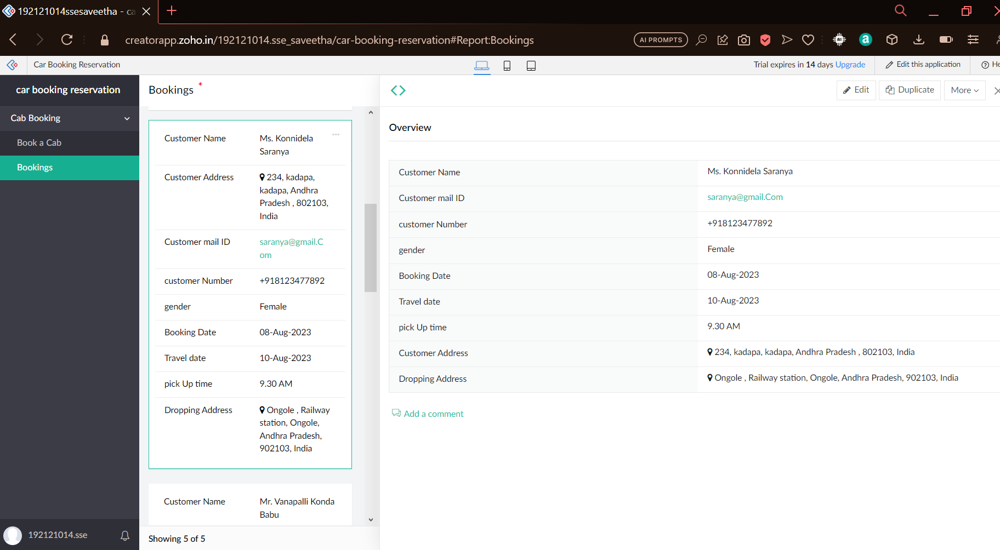 192121014ssesaveetha - ca
creatorapp.zoho.in/192121014.sse_saveetha/car-booking-reservation#Report:Bookings
AI PROMPTS
Car Booking Reservation
Trial expires in 14 days Upgrade
Edit this application
He
car booking reservation
Cab Booking
Book a Cab
Bookings
192121014.sse
Bookings *
Customer Name Ms. Konnidela
Saranya
Customer Address 234, kadapa,
kadapa, Andhra
Pradesh , 802103,
India
Customer mail ID saranya@gmail.C
om
customer Number +918123477892
gender Female
Booking Date 08-Aug-2023
Travel date 10-Aug-2023
pick Up time 9.30 AM
Dropping Address Ongole , Railway
station, Ongole,
Andhra Pradesh,
902103, India
Customer Name Mr. Vanapalli Konda
Babu
Showing 5 of 5
Edit
Duplicate
More
Overview
Customer Name Ms. Konnidela Saranya
Customer mail ID saranya@gmail.Com
customer Number +918123477892
gender Female
Booking Date 08-Aug-2023
Travel date 10-Aug-2023
pick Up time 9.30 AM
Customer Address 234, kadapa, kadapa, Andhra Pradesh , 802103, India
Dropping Address Ongole , Railway station, Ongole, Andhra Pradesh, 902103, India
Add a comment